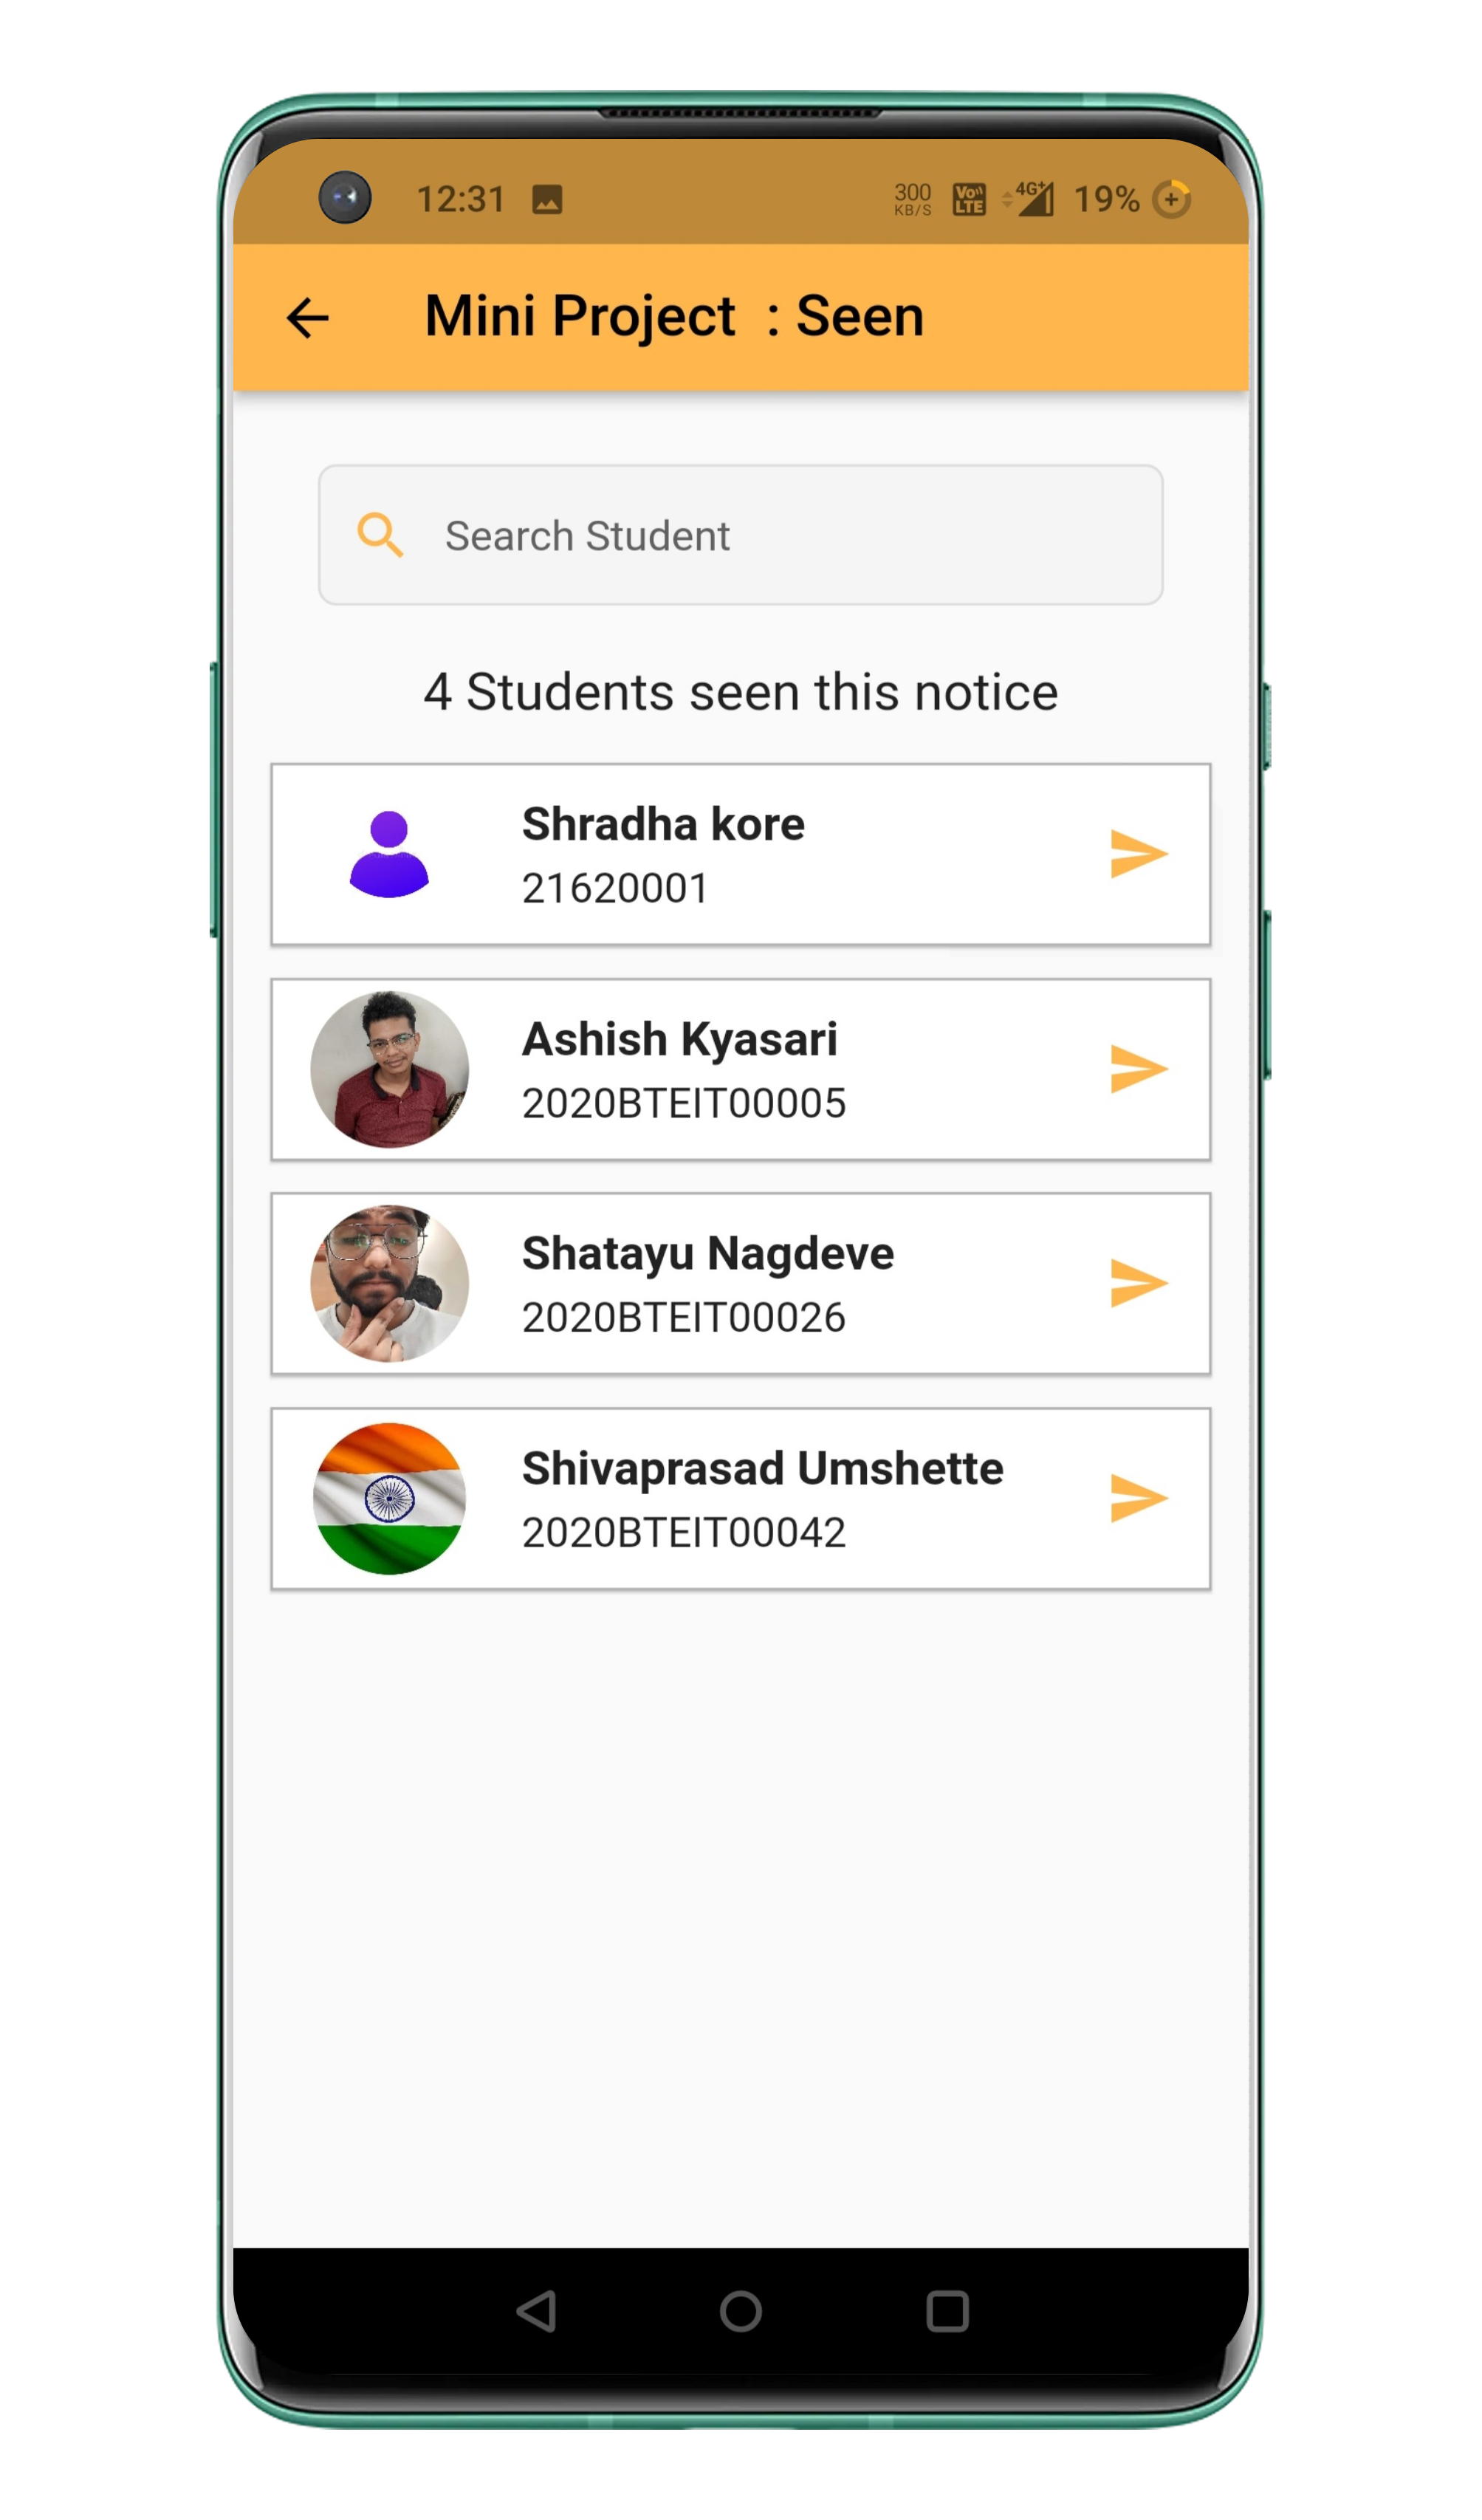 12:31 300 KB/S Vo LTE 4G+ 19%
Mini Project : Seen
Search Student
4 Students seen this notice
Shradha kore
21620001
Ashish Kyasari
2020BTEIT00005
Shatayu Nagdeve
2020BTEIT00026
Shivaprasad Umshette
2020BTEIT00042